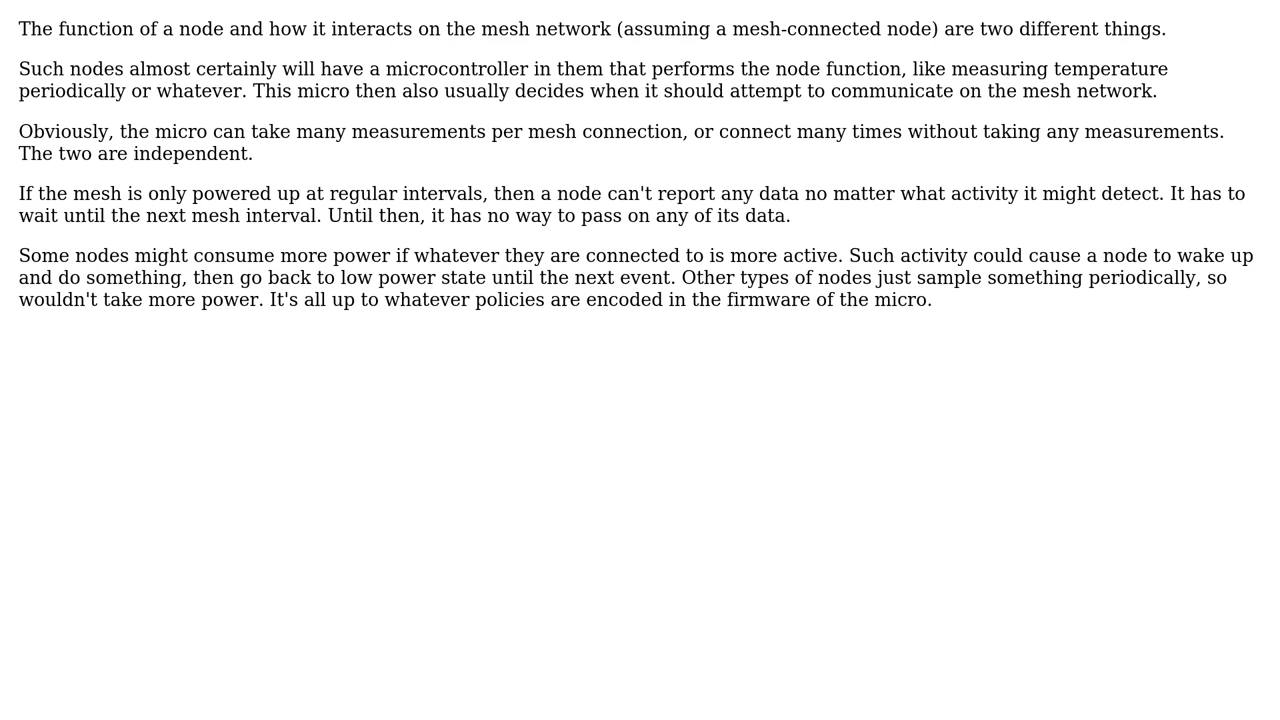 The function of a node and how it interacts on the mesh network (assuming a mesh-connected node) are two different things.
Such nodes almost certainly will have a microcontroller in them that performs the node function, like measuring temperature
periodically or whatever. This micro then also usually decides when it should attempt to communicate on the mesh network.
Obviously, the micro can take many measurements per mesh connection, or connect many times without taking any measurements.
The two are independent.
If the mesh is only powered up at regular intervals, then a node can't report any data no matter what activity it might detect. It has to
wait until the next mesh interval. Until then, it has no way to pass on any of its data.
Some nodes might consume more power if whatever they are connected to is more active. Such activity could cause a node to wake up
and do something, then go back to low power state until the next event. Other types of nodes just sample something periodically, so
wouldn't take more power. It's all up to whatever policies are encoded in the firmware of the micro.